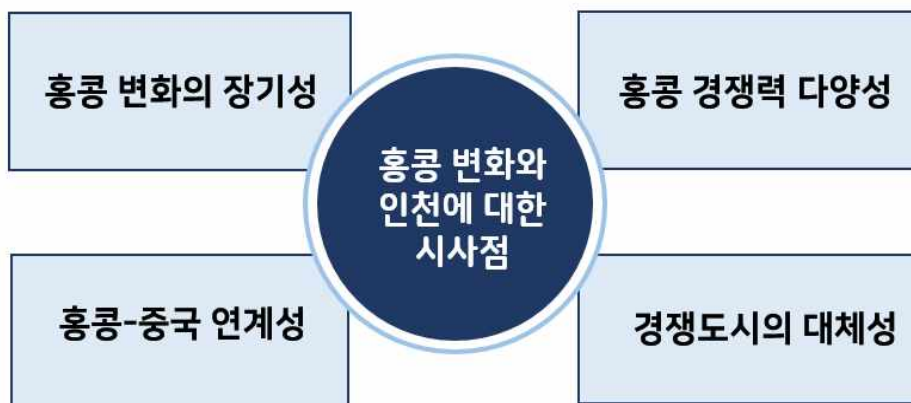 홍콩 변화의 장기성
홍콩 경쟁력 다양성
홍콩 변화와
인천에 대한
시사점
홍콩-중국 연계성
경쟁도시의 대체성